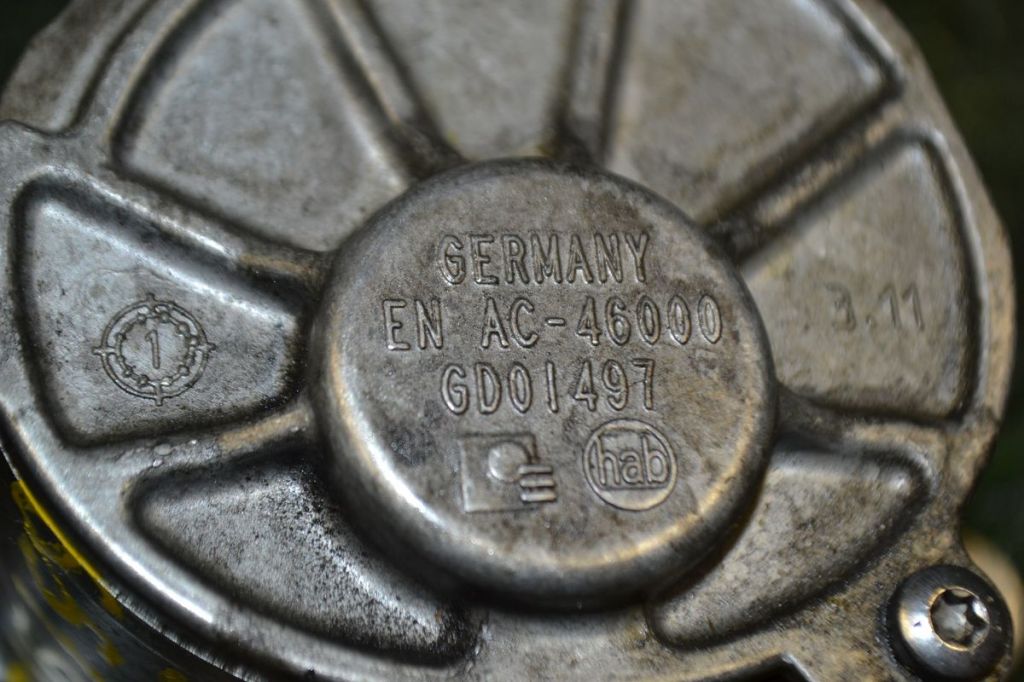 GERMANY
EN AC-46000
GD01497
hab
1
3.11